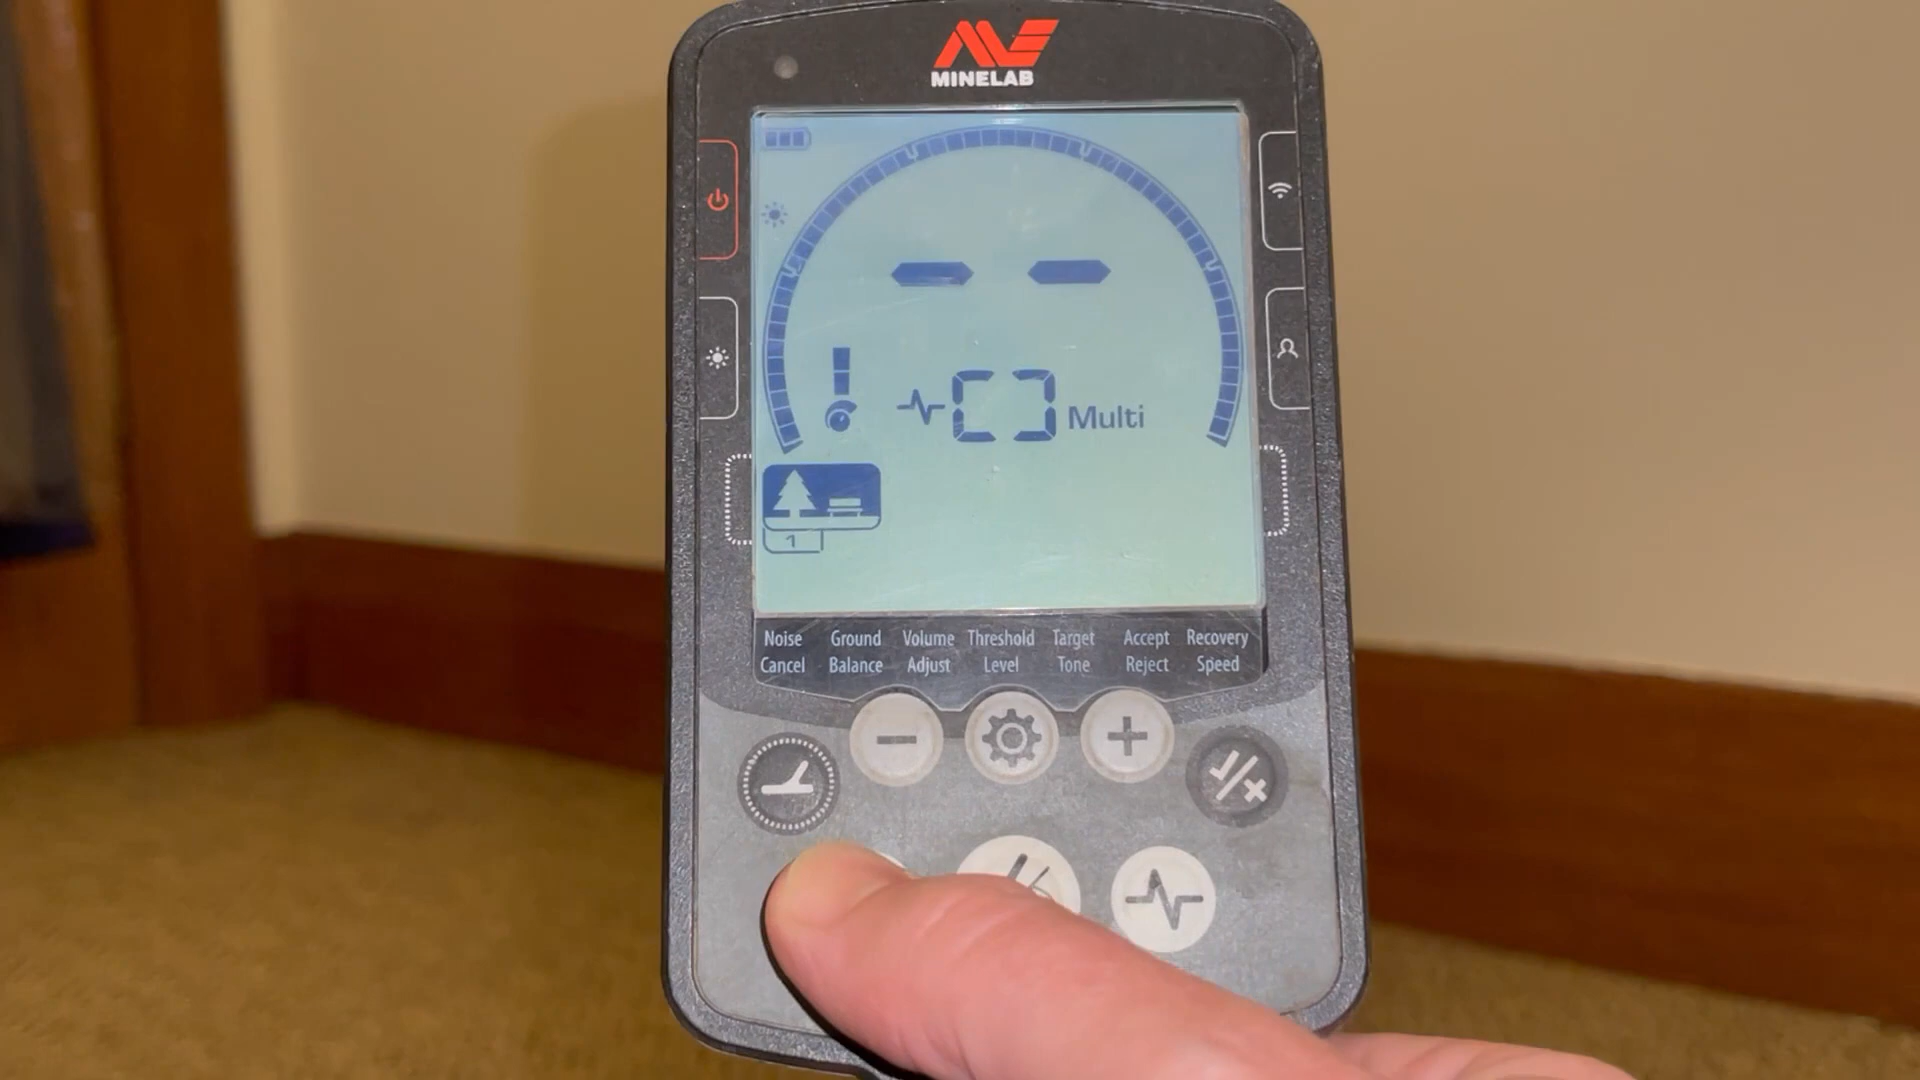 MINELAB
-- --
[ ] Multi
1
Noise Cancel
Ground Balance
Volume Adjust
Threshold Level
Target Tone
Accept Reject
Recovery Speed